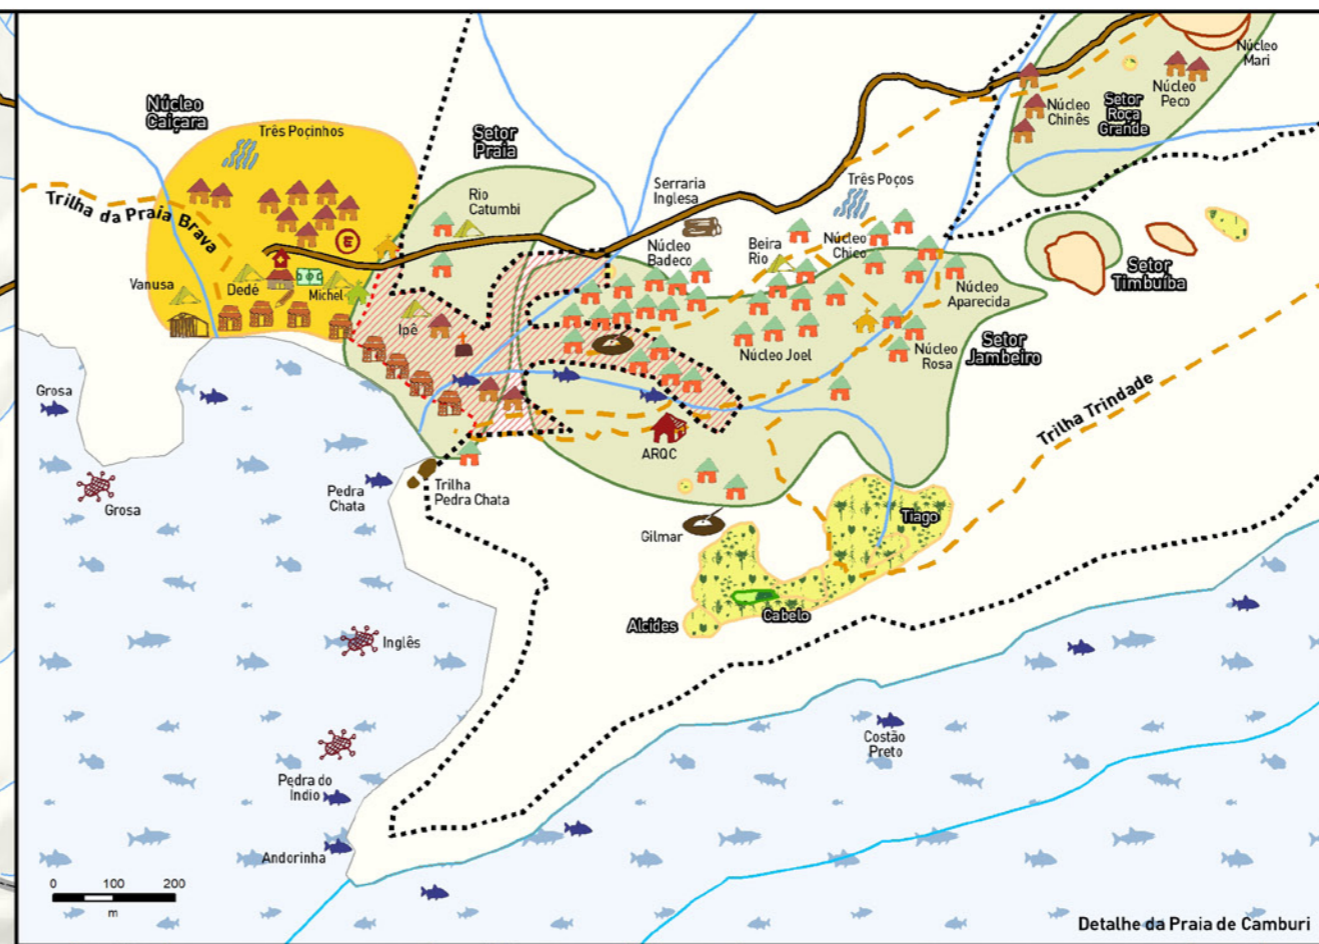 Núcleo
Mari
Núcleo
Peco
Núcleo
Caiçara
Setor
Roça
Grande
Núcleo
Chinês
Três Pocinhos
Setor
Praia
Rio
Catumbi
Serraria
Inglesa
Três Poços
Trilha da Praia Brava
Núcleo
Badeco
Beira
Rio
Núcleo
Chico
Setor
Timbuíba
Vanusa
Dedé
Michel
Núcleo
Aparecida
Ipê
Núcleo Joel
Núcleo
Rosa
Setor
Jambeiro
Grosa
Trilha Trindade
ARQC
Grosa
Pedra
Chata
Trilha
Pedra Chata
Gilmar
Tiago
Alcides
Cabelo
Inglês
Costão
Preto
Pedra do
Indio
Andorinha
0 100 200
m
Detalhe da Praia de Camburi